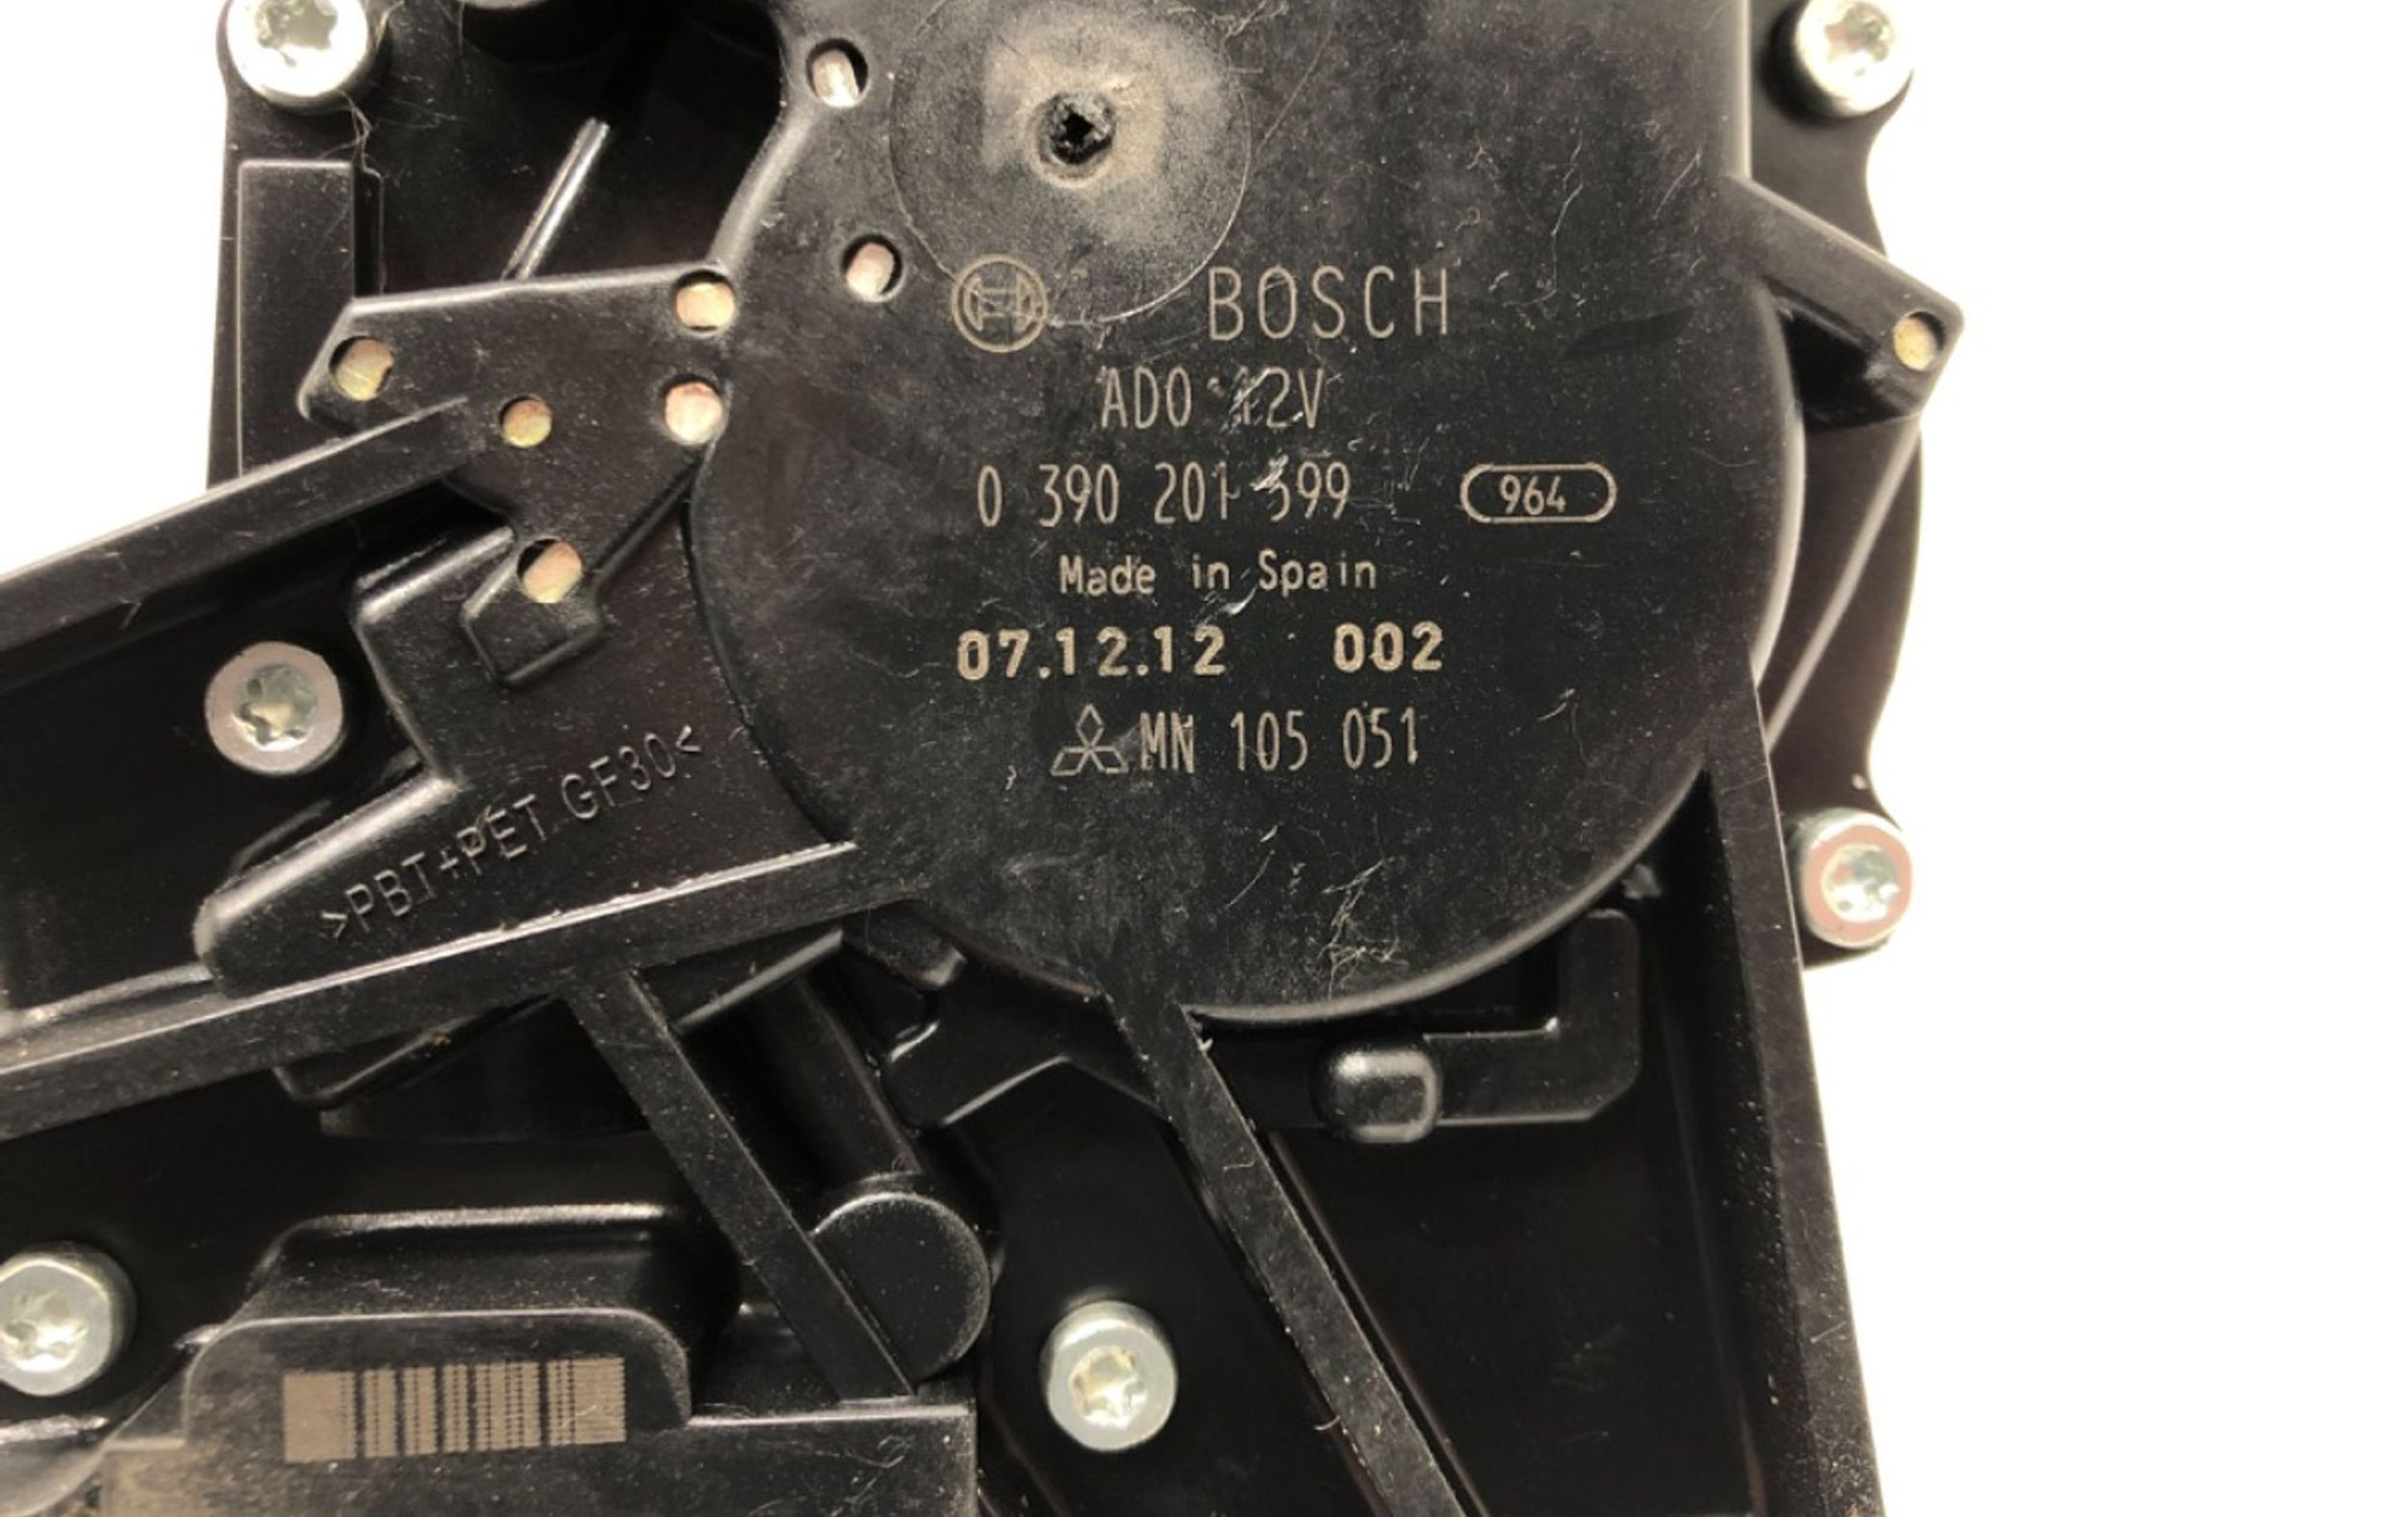 BOSCH
ADO 12V
0 390 201 599 964
Made in Spain
07.12.12 002
MN 105 051
>PBT+PET GF30<